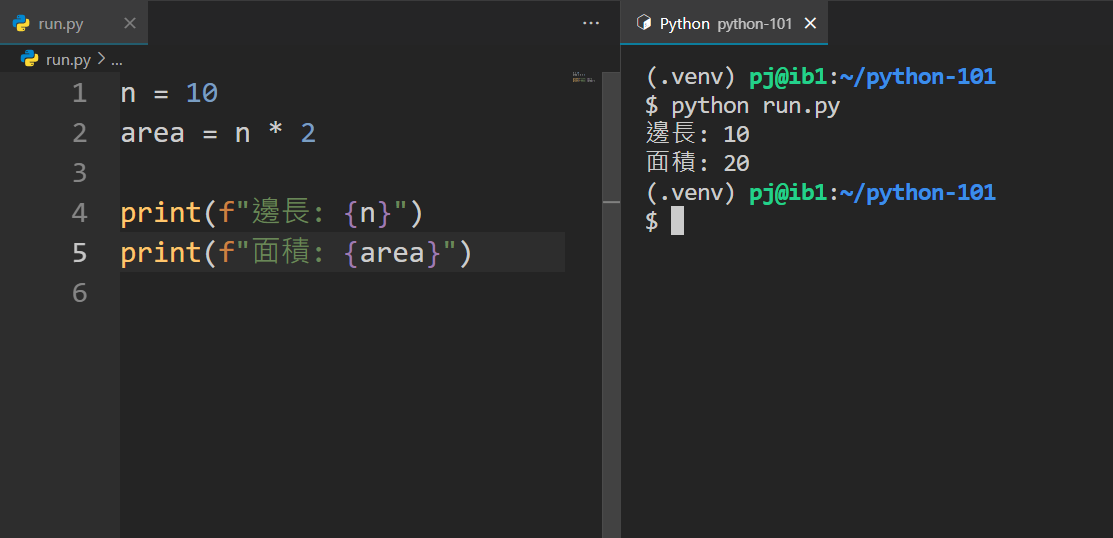 run.py
run.py > ...
1 n = 10
2 area = n * 2
3
4 print(f"邊長: {n}")
5 print(f"面積: {area}")
6
Python python-101
(.venv) pj@ib1:~/python-101
$ python run.py
邊長: 10
面積: 20
(.venv) pj@ib1:~/python-101
$